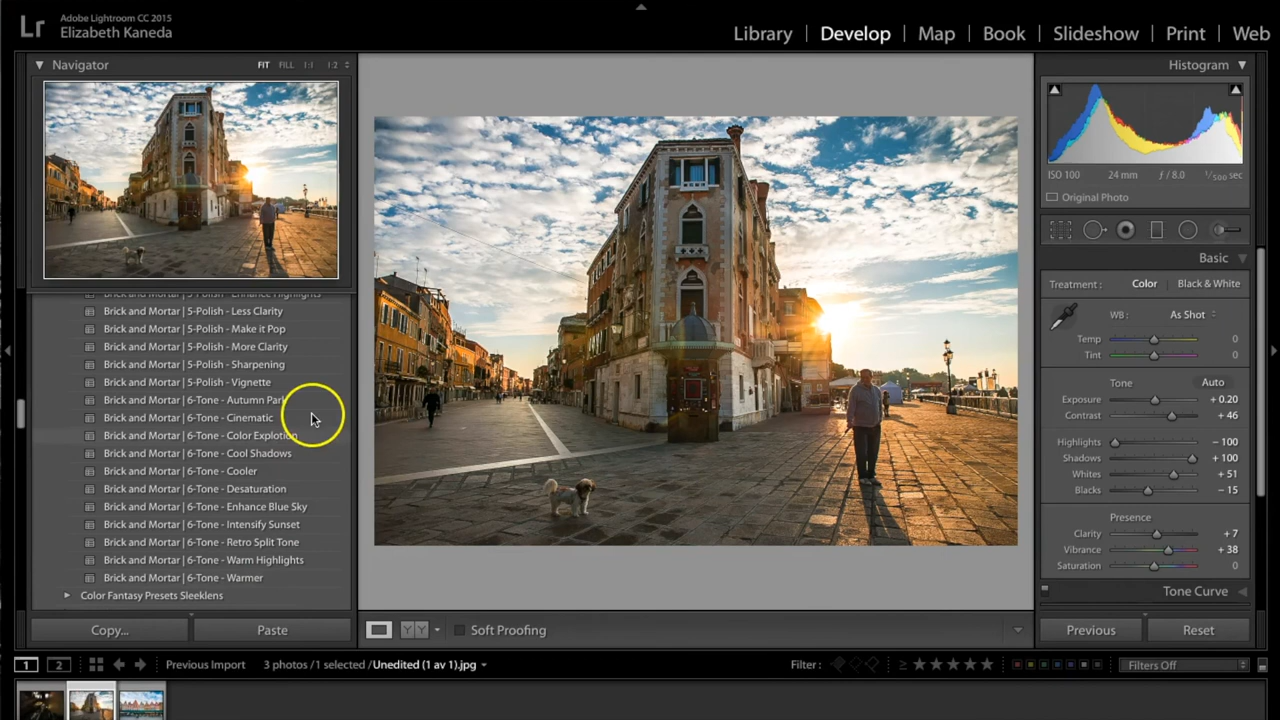 Lr
Adobe Lightroom CC 2015
Elizabeth Kaneda
Library | Develop | Map | Book | Slideshow | Print | Web
Navigator FIT FILL 1:1 1:2
Brick and Mortar | 5-Polish - Enhance Highlights
Brick and Mortar | 5-Polish - Less Clarity
Brick and Mortar | 5-Polish - Make it Pop
Brick and Mortar | 5-Polish - More Clarity
Brick and Mortar | 5-Polish - Sharpening
Brick and Mortar | 5-Polish - Vignette
Brick and Mortar | 6-Tone - Autumn Park
Brick and Mortar | 6-Tone - Cinematic
Brick and Mortar | 6-Tone - Color Explotion
Brick and Mortar | 6-Tone - Cool Shadows
Brick and Mortar | 6-Tone - Cooler
Brick and Mortar | 6-Tone - Desaturation
Brick and Mortar | 6-Tone - Enhance Blue Sky
Brick and Mortar | 6-Tone - Intensify Sunset
Brick and Mortar | 6-Tone - Retro Split Tone
Brick and Mortar | 6-Tone - Warm Highlights
Brick and Mortar | 6-Tone - Warmer
Color Fantasy Presets Sleeklens
Copy... Paste
Soft Proofing
Histogram
ISO 100 24 mm ƒ / 8.0 1/500 sec
Original Photo
Basic
Treatment : Color | Black & White
WB : As Shot
Temp 0
Tint 0
Tone Auto
Exposure + 0.20
Contrast + 46
Highlights − 100
Shadows + 100
Whites + 51
Blacks − 15
Presence
Clarity + 7
Vibrance + 38
Saturation 0
Tone Curve
Previous Reset
1 2 Previous Import 3 photos /1 selected /Unedited (1 av 1).jpg Filter : ≥ ★★★★★ Filters Off